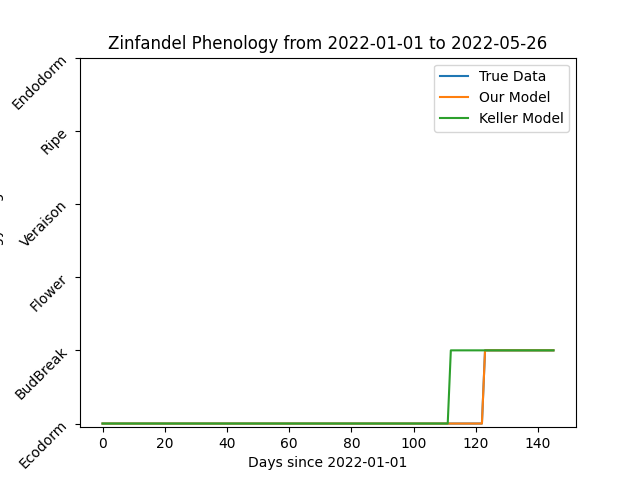 Zinfandel Phenology from 2022-01-01 to 2022-05-26
True Data
Our Model
Keller Model
Endodorm
Ripe
Veraison
Flower
BudBreak
Ecodorm
0 20 40 60 80 100 120 140
Days since 2022-01-01